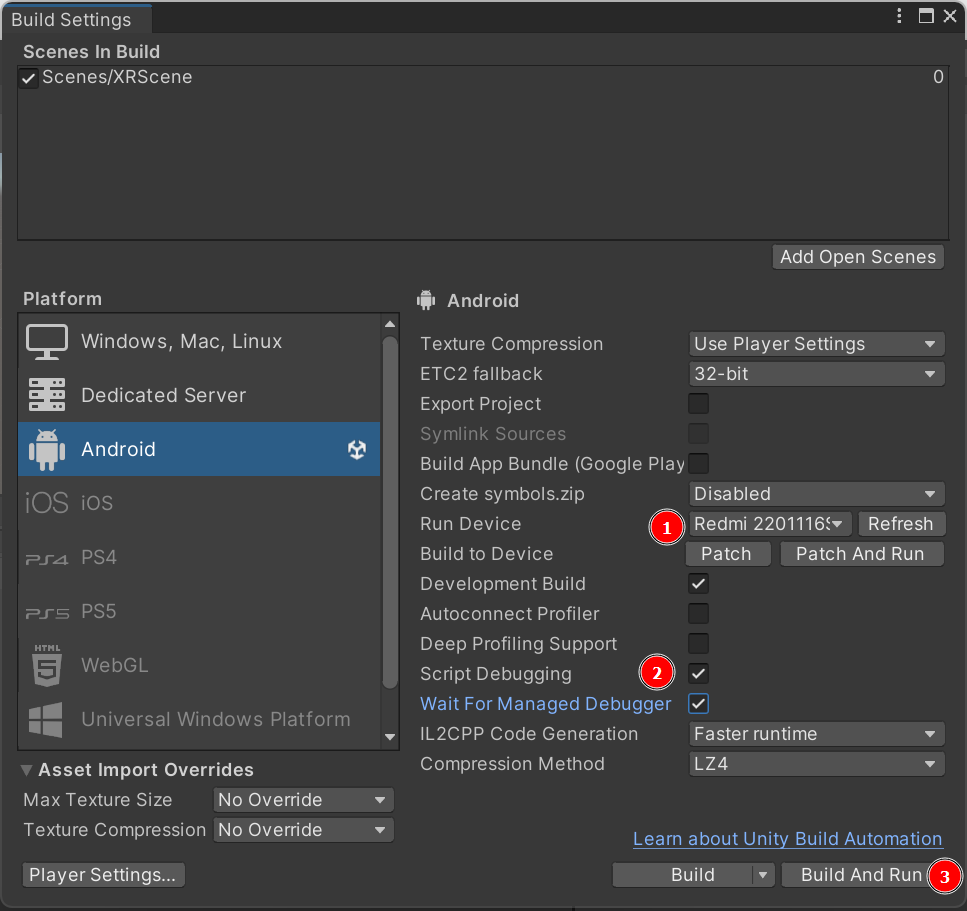 Build Settings
Scenes In Build
Scenes/XRScene 0
Add Open Scenes
Platform
Windows, Mac, Linux
Dedicated Server
Android
iOS iOS
PS4 PS4
PS5 PS5
HTML 5 WebGL
Universal Windows Platform
Asset Import Overrides
Max Texture Size No Override
Texture Compression No Override
Player Settings...
Android
Texture Compression Use Player Settings
ETC2 fallback 32-bit
Export Project
Symlink Sources
Build App Bundle (Google Play
Create symbols.zip Disabled
Run Device 1 Redmi 2201116S Refresh
Build to Device Patch Patch And Run
Development Build
Autoconnect Profiler
Deep Profiling Support
Script Debugging 2
Wait For Managed Debugger
IL2CPP Code Generation Faster runtime
Compression Method LZ4
Learn about Unity Build Automation
Build Build And Run 3